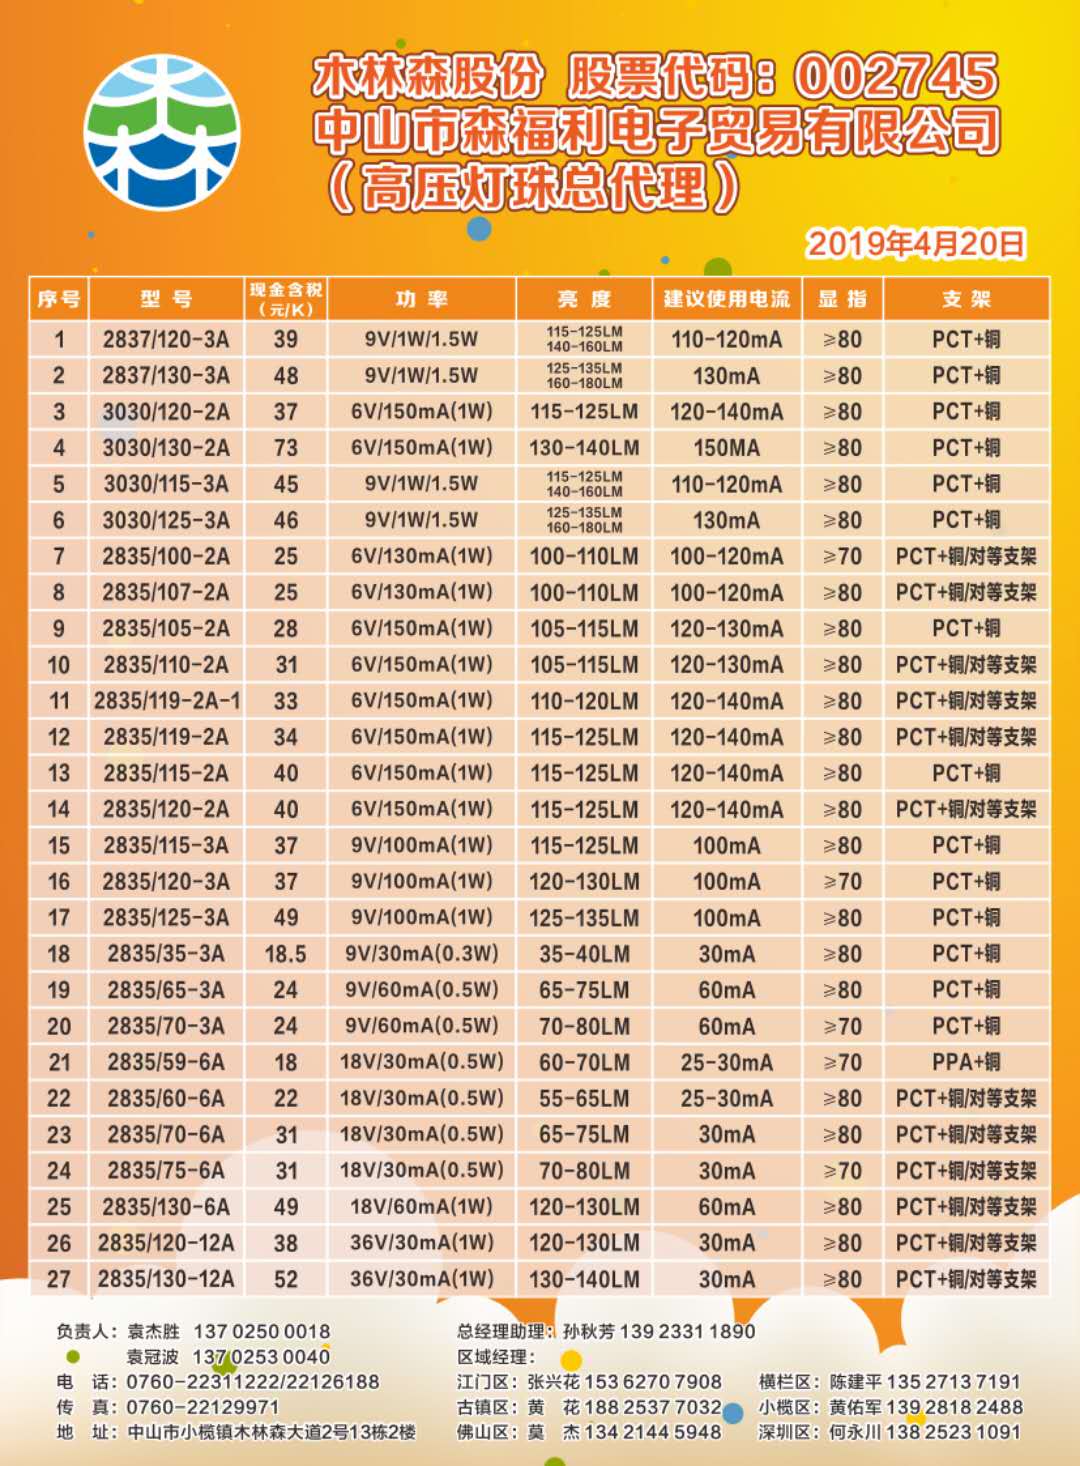 木林森股份 股票代码：002745
中山市森福利电子贸易有限公司
（高压灯珠总代理）
2019年4月20日
序号 型号 现金含税（元/K） 功率 亮度 建议使用电流 显指 支架
1 2837/120-3A 39 9V/1W/1.5W 115-125LM 140-160LM 110-120mA ≥80 PCT+铜
2 2837/130-3A 48 9V/1W/1.5W 125-135LM 160-180LM 130mA ≥80 PCT+铜
3 3030/120-2A 37 6V/150mA(1W) 115-125LM 120-140mA ≥80 PCT+铜
4 3030/130-2A 73 6V/150mA(1W) 130-140LM 150MA ≥80 PCT+铜
5 3030/115-3A 45 9V/1W/1.5W 115-125LM 140-160LM 110-120mA ≥80 PCT+铜
6 3030/125-3A 46 9V/1W/1.5W 125-135LM 160-180LM 130mA ≥80 PCT+铜
7 2835/100-2A 25 6V/130mA(1W) 100-110LM 100-120mA ≥70 PCT+铜/对等支架
8 2835/107-2A 25 6V/130mA(1W) 100-110LM 100-120mA ≥80 PCT+铜/对等支架
9 2835/105-2A 28 6V/150mA(1W) 105-115LM 120-130mA ≥80 PCT+铜
10 2835/110-2A 31 6V/150mA(1W) 105-115LM 120-130mA ≥80 PCT+铜/对等支架
11 2835/119-2A-1 33 6V/150mA(1W) 110-120LM 120-140mA ≥80 PCT+铜/对等支架
12 2835/119-2A 34 6V/150mA(1W) 115-125LM 120-140mA ≥80 PCT+铜/对等支架
13 2835/115-2A 40 6V/150mA(1W) 115-125LM 120-140mA ≥80 PCT+铜
14 2835/120-2A 40 6V/150mA(1W) 115-125LM 120-140mA ≥80 PCT+铜/对等支架
15 2835/115-3A 37 9V/100mA(1W) 115-125LM 100mA ≥80 PCT+铜
16 2835/120-3A 37 9V/100mA(1W) 120-130LM 100mA ≥70 PCT+铜
17 2835/125-3A 49 9V/100mA(1W) 125-135LM 100mA ≥80 PCT+铜
18 2835/35-3A 18.5 9V/30mA(0.3W) 35-40LM 30mA ≥80 PCT+铜
19 2835/65-3A 24 9V/60mA(0.5W) 65-75LM 60mA ≥80 PCT+铜
20 2835/70-3A 24 9V/60mA(0.5W) 70-80LM 60mA ≥70 PCT+铜
21 2835/59-6A 18 18V/30mA(0.5W) 60-70LM 25-30mA ≥70 PPA+铜
22 2835/60-6A 22 18V/30mA(0.5W) 55-65LM 25-30mA ≥80 PCT+铜/对等支架
23 2835/70-6A 31 18V/30mA(0.5W) 65-75LM 30mA ≥80 PCT+铜/对等支架
24 2835/75-6A 31 18V/30mA(0.5W) 70-80LM 30mA ≥70 PCT+铜/对等支架
25 2835/130-6A 49 18V/60mA(1W) 120-130LM 60mA ≥80 PCT+铜/对等支架
26 2835/120-12A 38 36V/30mA(1W) 120-130LM 30mA ≥80 PCT+铜/对等支架
27 2835/130-12A 52 36V/30mA(1W) 130-140LM 30mA ≥80 PCT+铜/对等支架
负责人：袁杰胜 137 0250 0018
袁冠波 137 0253 0040
电 话：0760-22311222/22126188
传 真：0760-22129971
地 址：中山市小榄镇木林森大道2号13栋2楼
总经理助理：孙秋芳 139 2331 1890
区域经理：
江门区：张兴花 153 6270 7908 横栏区：陈建平 135 2713 7191
古镇区：黄 花 188 2537 7032 小榄区：黄佑军 139 2818 2488
佛山区：莫 杰 134 2144 5948 深圳区：何永川 138 2523 1091